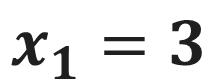 x₁ = 3